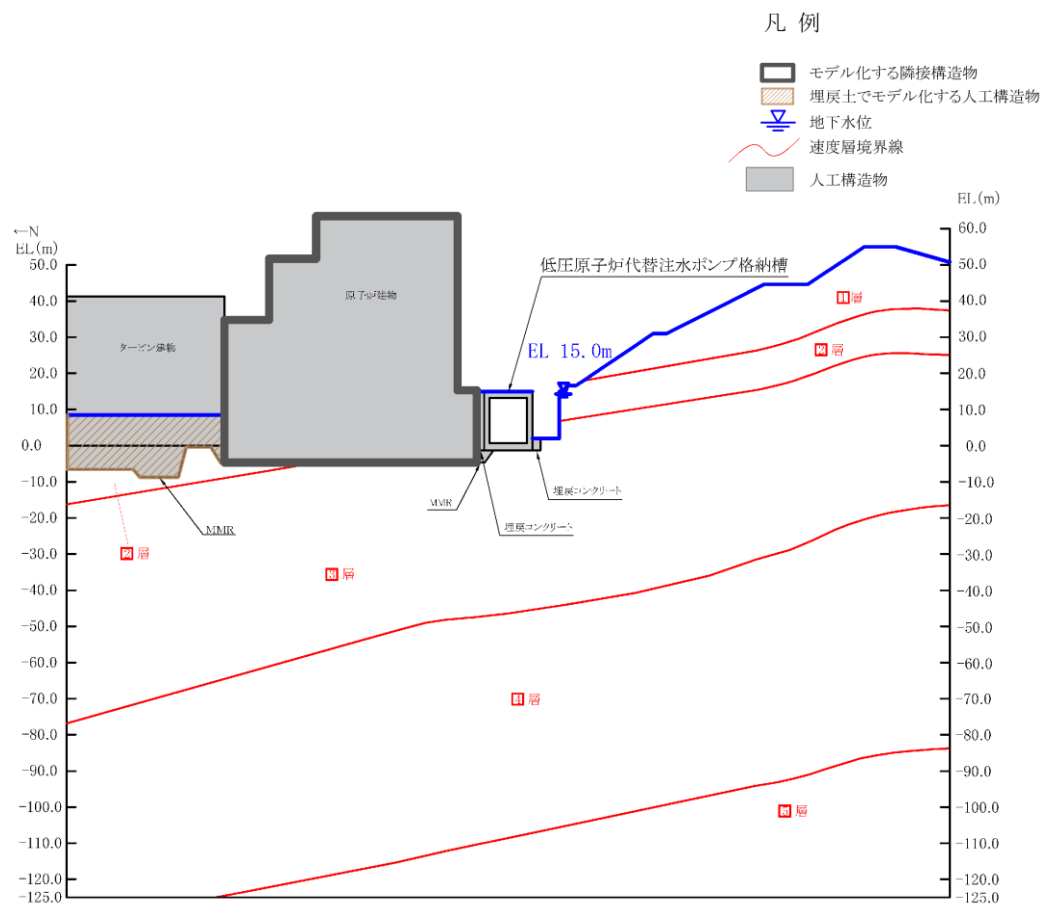 凡 例
モデル化する隣接構造物
埋戻土でモデル化する人工構造物
地下水位
速度層境界線
人工構造物
←N
EL(m)
EL(m)
60.0
50.0
50.0
40.0
40.0
30.0
30.0
20.0
20.0
10.0
10.0
0.0
0.0
-10.0
-10.0
-20.0
-20.0
-30.0
-30.0
-40.0
-40.0
-50.0
-50.0
-60.0
-60.0
-70.0
-70.0
-80.0
-80.0
-90.0
-90.0
-100.0
-100.0
-110.0
-110.0
-120.0
-120.0
-125.0
-125.0
低圧原子炉代替注水ポンプ格納槽
原子炉建物
タービン建物
EL 15.0m
1層
2 層
MMR
MMR
埋戻コンクリート
埋戻コンクリート
2 層
3 層
4 層
5 層